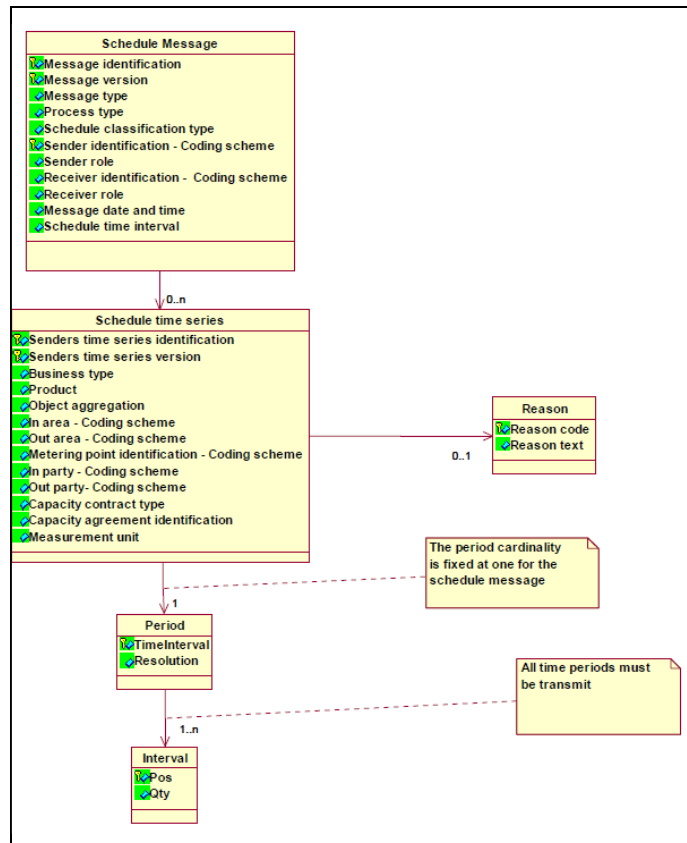 Schedule Message
Message identification
Message version
Message type
Process type
Schedule classification type
Sender identification - Coding scheme
Sender role
Receiver identification -  Coding scheme
Receiver role
Message date and time
Schedule time interval
0..n
Schedule time series
Senders time series identification
Senders time series version
Business type
Product
Object aggregation
In area - Coding scheme
Out area - Coding scheme
Metering point identification - Coding scheme
In party - Coding scheme
Out party- Coding scheme
Capacity contract type
Capacity agreement identification
Measurement unit
Reason
Reason code
Reason text
0..1
The period cardinality
is fixed at one for the
schedule message
1
Period
TimeInterval
Resolution
All time periods must
be transmit
1..n
Interval
Pos
Qty